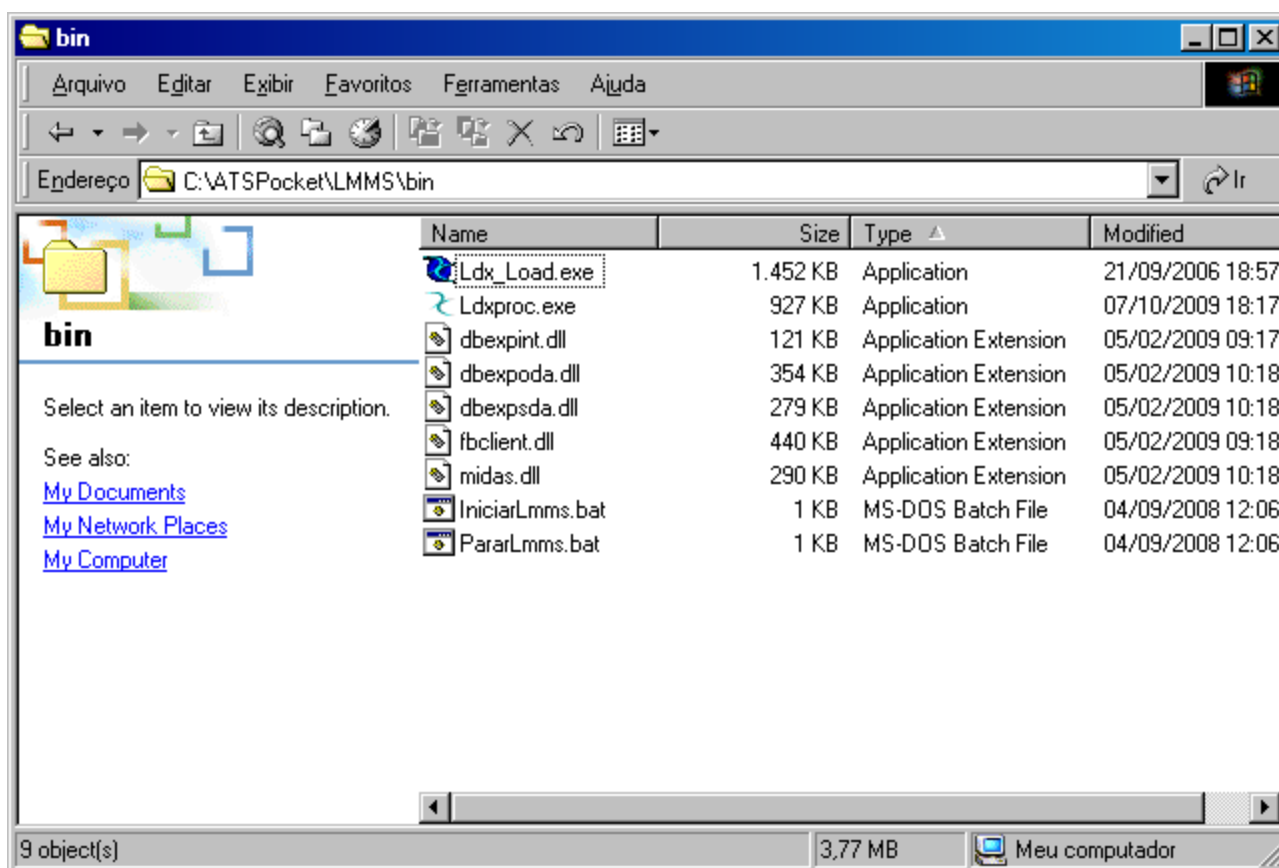 bin
Arquivo Editar Exibir Favoritos Ferramentas Ajuda
Endereço C:\ATSPocket\LMMS\bin Ir
Name Size Type Modified
Ldx_Load.exe 1.452 KB Application 21/09/2006 18:57
Ldxproc.exe 927 KB Application 07/10/2009 18:17
bin
dbexpint.dll 121 KB Application Extension 05/02/2009 09:17
dbexpoda.dll 354 KB Application Extension 05/02/2009 10:18
dbexpsda.dll 279 KB Application Extension 05/02/2009 10:18
fbclient.dll 440 KB Application Extension 05/02/2009 09:18
midas.dll 290 KB Application Extension 05/02/2009 10:18
IniciarLmms.bat 1 KB MS-DOS Batch File 04/09/2008 12:06
PararLmms.bat 1 KB MS-DOS Batch File 04/09/2008 12:06
Select an item to view its description.
See also:
My Documents
My Network Places
My Computer
9 object(s) 3,77 MB Meu computador